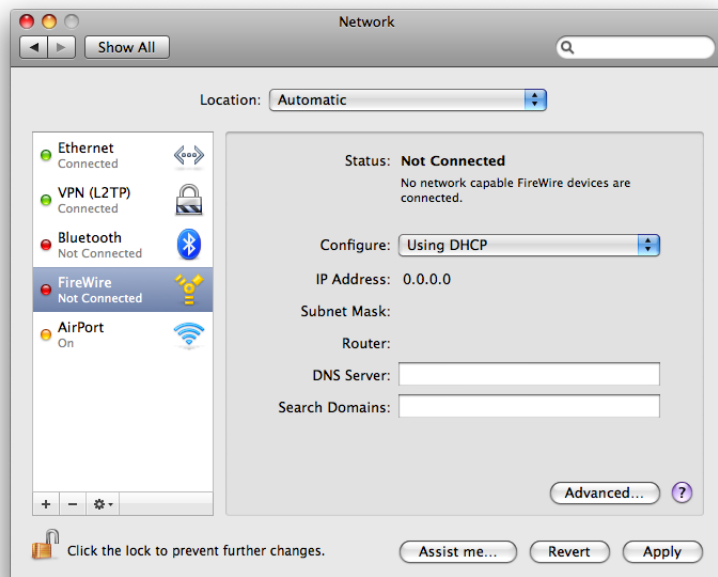 Network
Show All
Location: Automatic
Ethernet
Connected
VPN (L2TP)
Connected
Bluetooth
Not Connected
FireWire
Not Connected
AirPort
On
Status: Not Connected
No network capable FireWire devices are
connected.
Configure: Using DHCP
IP Address: 0.0.0.0
Subnet Mask:
Router:
DNS Server:
Search Domains:
Advanced... ?
Click the lock to prevent further changes.
Assist me... Revert Apply